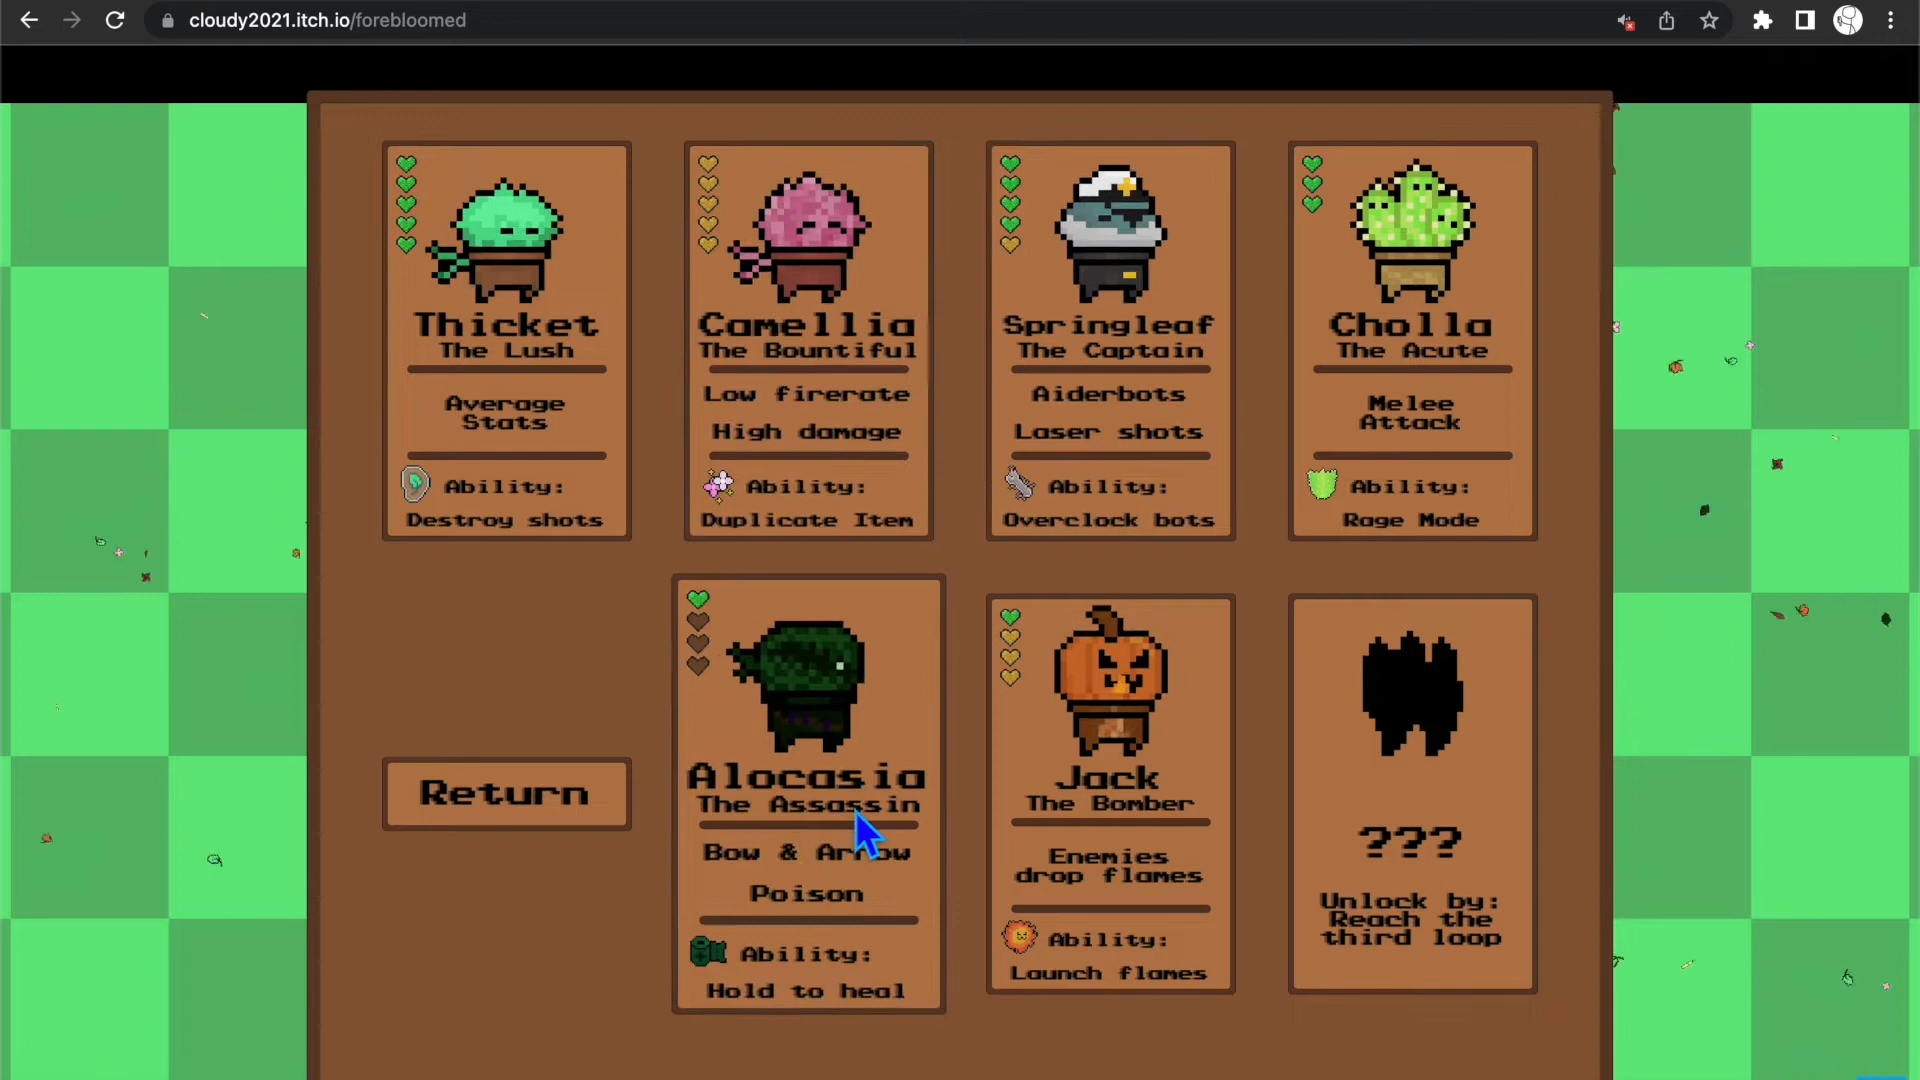 cloudy2021.itch.io/forebloomed
Thicket
The Lush
Average
Stats
Ability:
Destroy shots
Camellia
The Bountiful
Low firerate
High damage
Ability:
Duplicate Item
Springleaf
The Captain
Aiderbots
Laser shots
Ability:
Overclock bots
Cholla
The Acute
Melee
Attack
Ability:
Rage Mode
Return
Alocasia
The Assassin
Bow & Arrow
Poison
Ability:
Hold to heal
Jack
The Bomber
Enemies
drop flames
Ability:
Launch flames
???
Unlock by:
Reach the
third loop